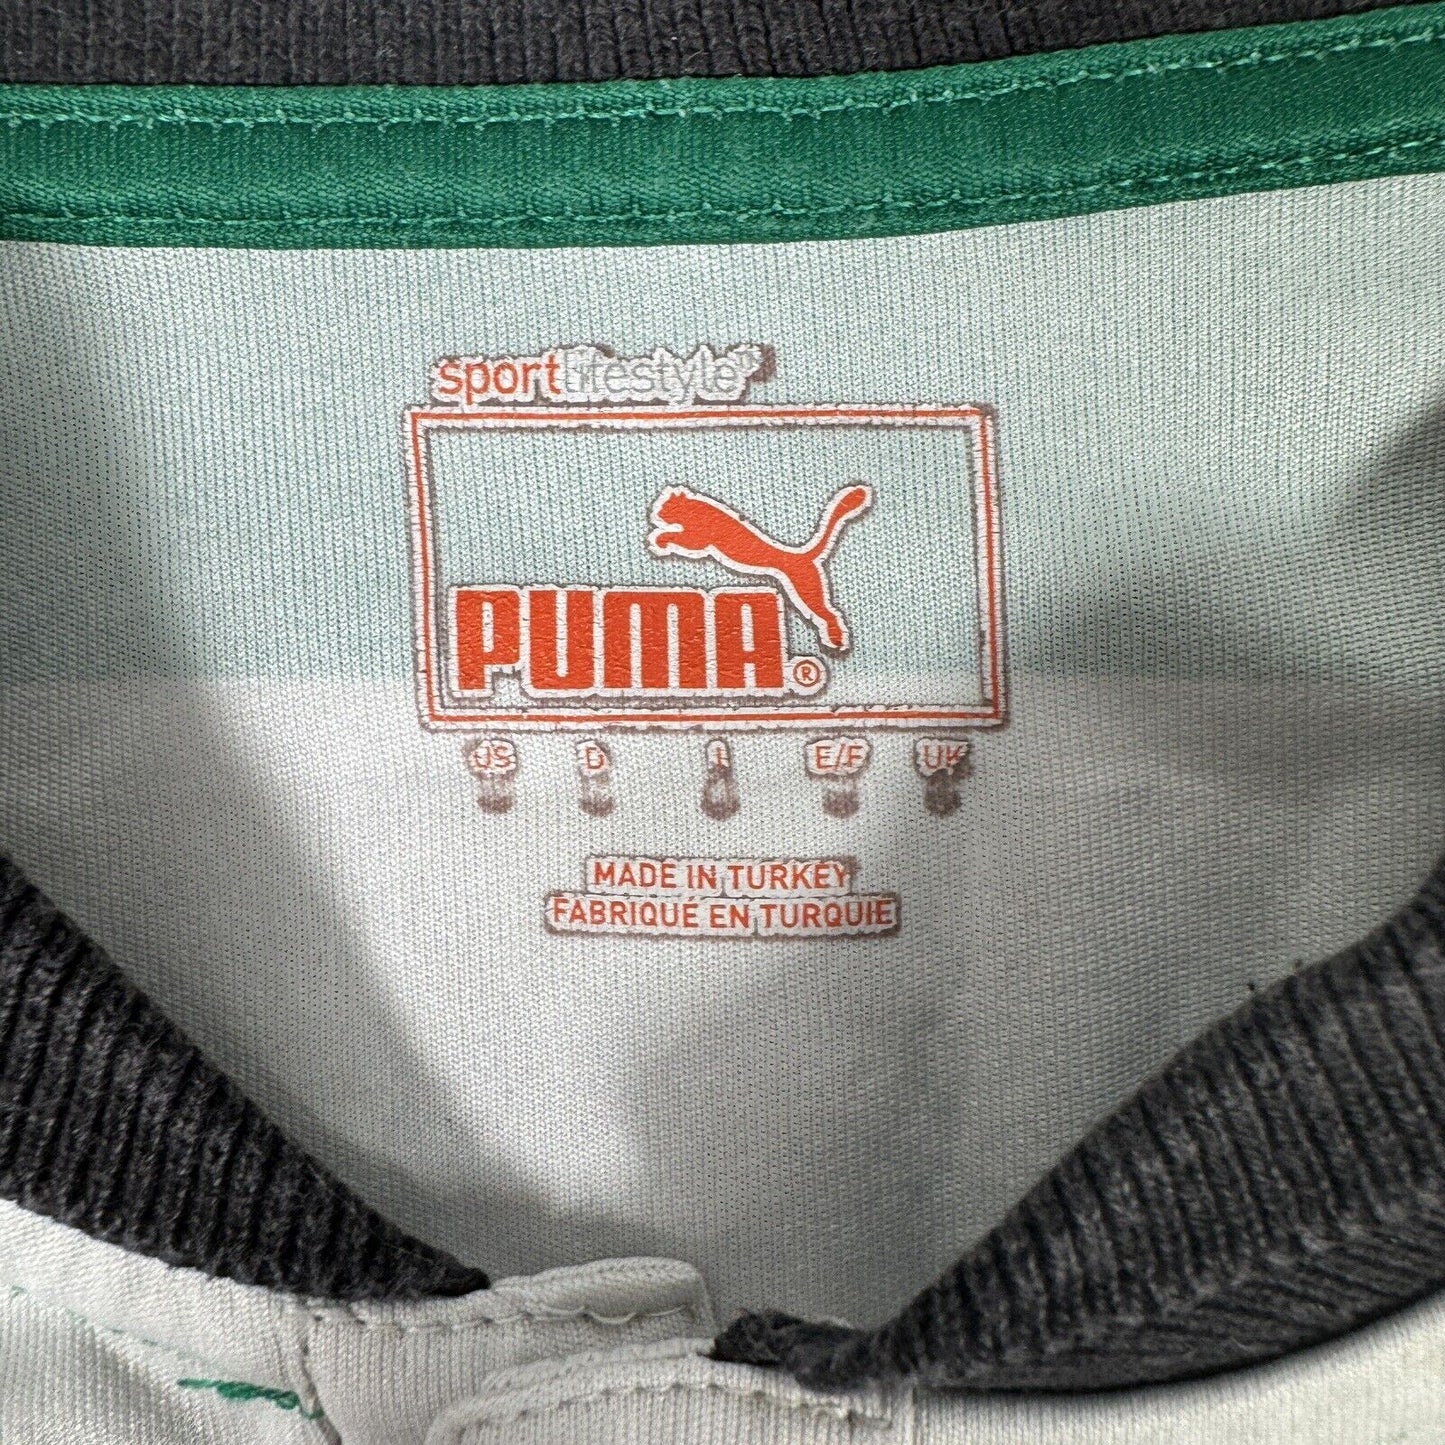 sportlifestyle
PUMA®
US D I E/F UK
MADE IN TURKEY
FABRIQUÉ EN TURQUIE